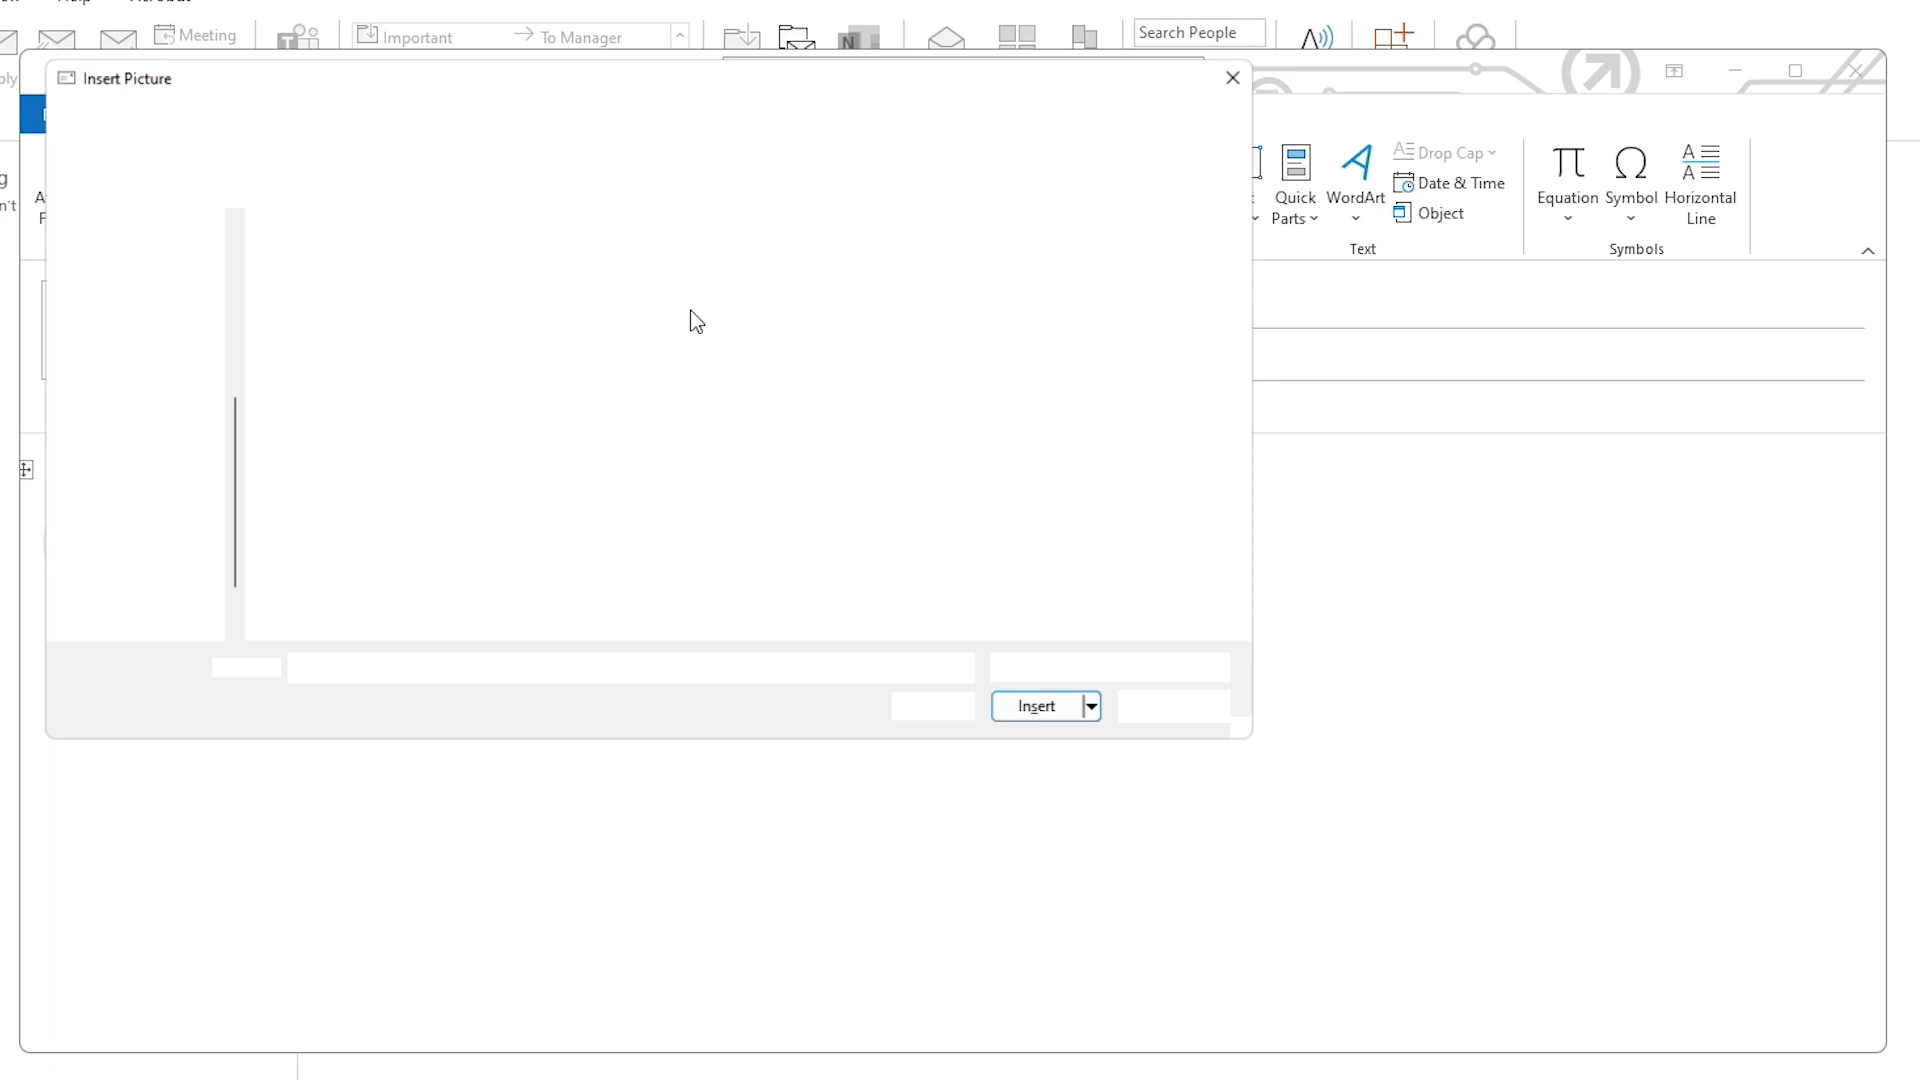 Help
Meeting
Important
To Manager
Search People
Insert Picture
Quick Parts
WordArt
Drop Cap
Date & Time
Object
Text
Equation
Symbol
Horizontal Line
Symbols
Insert